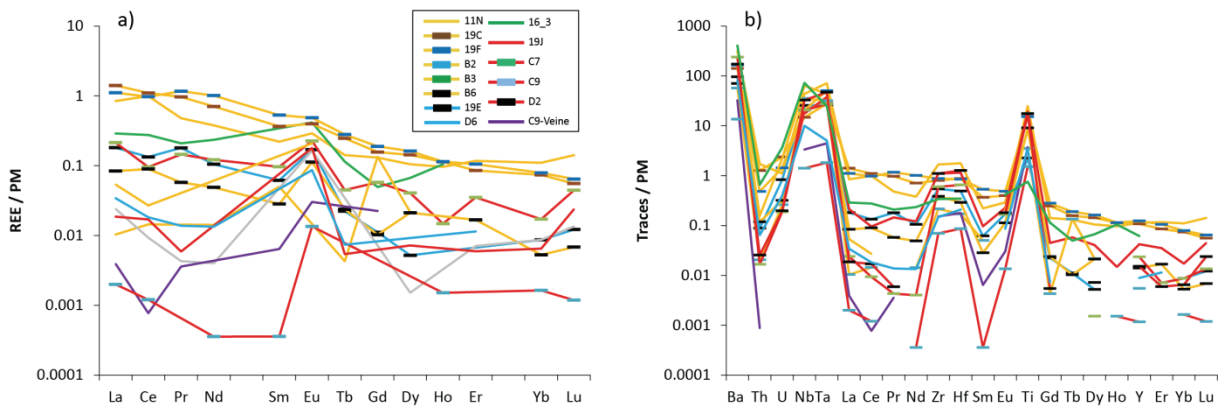 a)
REE / PM
10
1
0.1
0.01
0.001
0.0001
La Ce Pr Nd Sm Eu Tb Gd Dy Ho Er Yb Lu
11N 16_3
19C 19J
19F C7
B2 C9
B3 D2
B6 C9-Veine
19E
D6
b)
Traces / PM
1000
100
10
1
0.1
0.01
0.001
0.0001
Ba Th U Nb Ta La Ce Pr Nd Zr Hf Sm Eu Ti Gd Tb Dy Ho Y Er Yb Lu